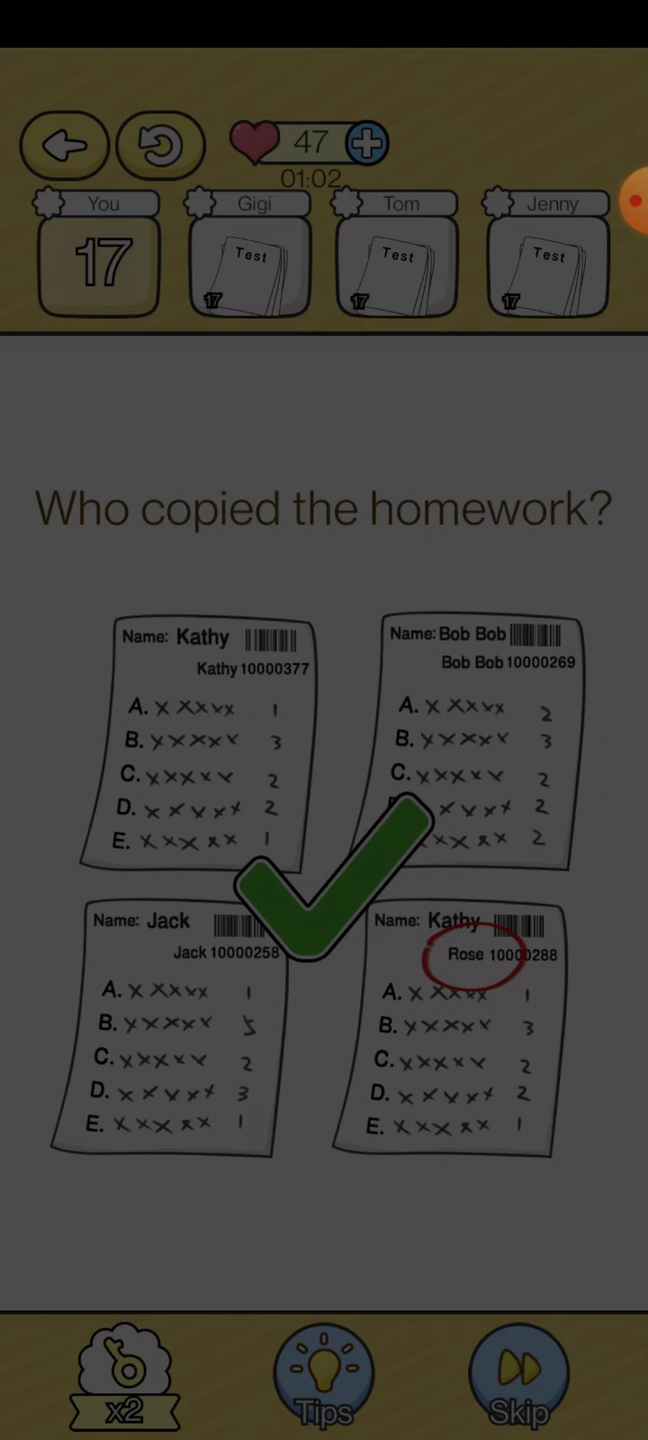 47
01:02
You Gigi Tom Jenny
17 Test Test Test
17 17 17
Who copied the homework?
Name: Kathy
Kathy 10000377
A. x x x x x 1
B. x x x x x 3
C. x x x x x 2
D. x x x x x 2
E. x x x x x 1
Name: Bob Bob
Bob Bob 10000269
A. x x x x x 2
B. x x x x x 3
C. x x x x x 2
x x x x 2
x x x x 2
Name: Jack
Jack 10000258
A. x x x x x 1
B. x x x x x 5
C. x x x x x 2
D. x x x x x 3
E. x x x x x 1
Name: Kathy
Rose 10000288
A. x x x x x 1
B. x x x x x 3
C. x x x x x 2
D. x x x x x 2
E. x x x x x 1
x2 Tips Skip